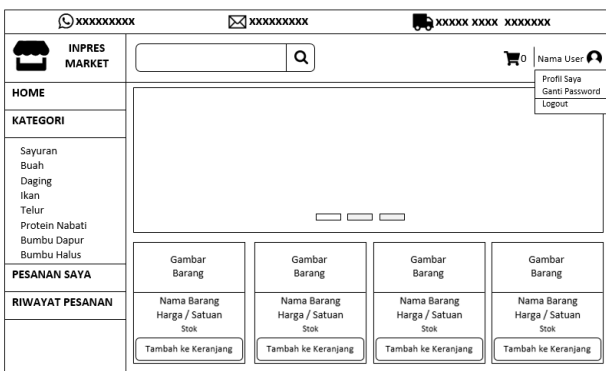 xxxxxxxxx
xxxxxxxxx
xxxxx xxxx xxxxxxx
INPRES
MARKET
0
Nama User
Profil Saya
Ganti Password
Logout
HOME
KATEGORI
Sayuran
Buah
Daging
Ikan
Telur
Protein Nabati
Bumbu Dapur
Bumbu Halus
PESANAN SAYA
RIWAYAT PESANAN
Gambar
Barang
Nama Barang
Harga / Satuan
Stok
Tambah ke Keranjang
Gambar
Barang
Nama Barang
Harga / Satuan
Stok
Tambah ke Keranjang
Gambar
Barang
Nama Barang
Harga / Satuan
Stok
Tambah ke Keranjang
Gambar
Barang
Nama Barang
Harga / Satuan
Stok
Tambah ke Keranjang